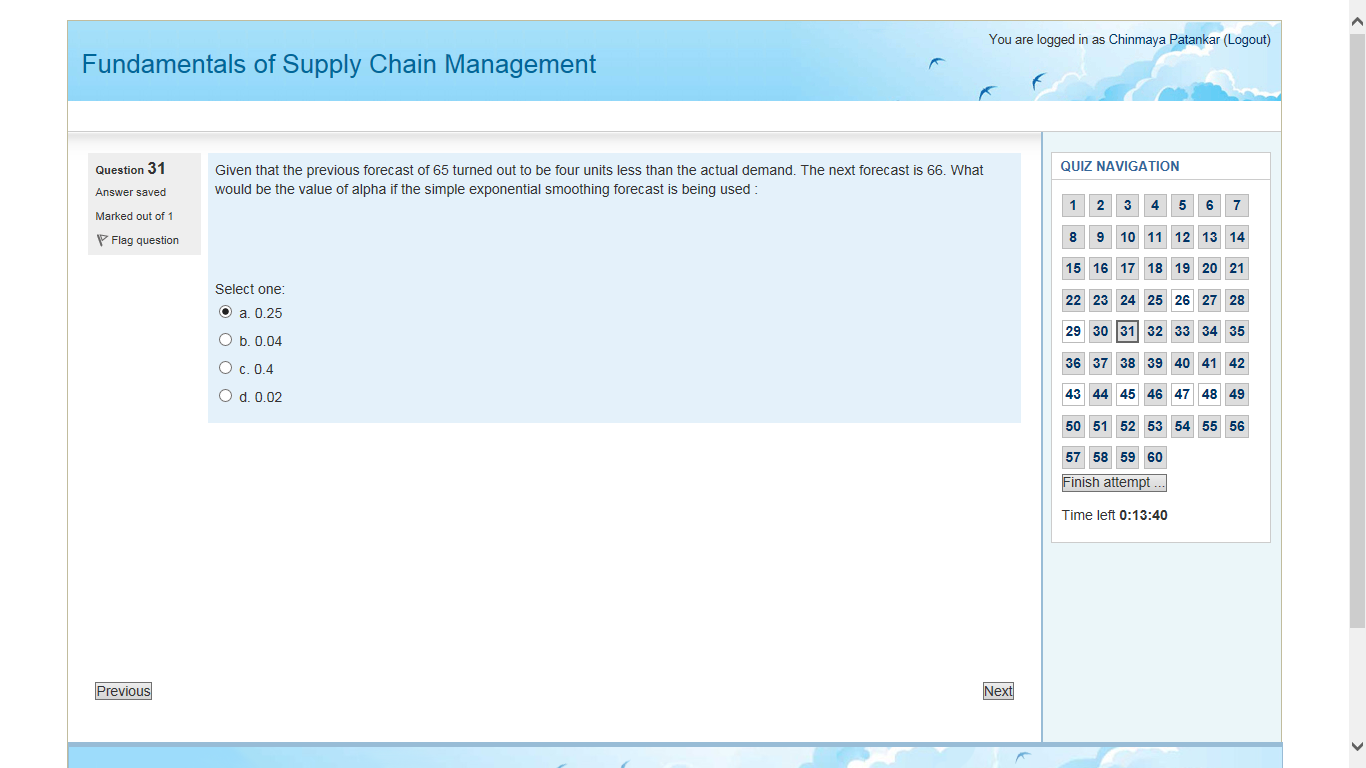 You are logged in as Chinmaya Patankar (Logout)
Fundamentals of Supply Chain Management
Question 31
Answer saved
Marked out of 1
Flag question
Given that the previous forecast of 65 turned out to be four units less than the actual demand. The next forecast is 66. What
would be the value of alpha if the simple exponential smoothing forecast is being used :
Select one:
a. 0.25
b. 0.04
c. 0.4
d. 0.02
Previous
Next
QUIZ NAVIGATION
1 2 3 4 5 6 7
8 9 10 11 12 13 14
15 16 17 18 19 20 21
22 23 24 25 26 27 28
29 30 31 32 33 34 35
36 37 38 39 40 41 42
43 44 45 46 47 48 49
50 51 52 53 54 55 56
57 58 59 60
Finish attempt ...
Time left 0:13:40